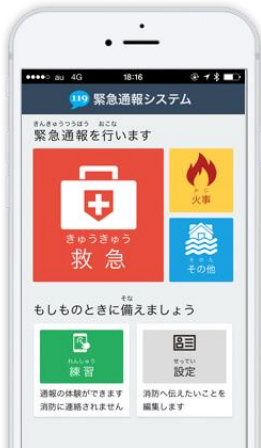 au 4G 18:16
119 緊急通報システム
きんきゅうつうほう おこな
緊急通報を行います
きゅうきゅう
救急
かじ
火事
そのた
その他
そな
もしものときに備えましょう
れんしゅう
練習
通報の体験ができます
消防に連絡されません
せってい
設定
消防へ伝えたいことを
編集します